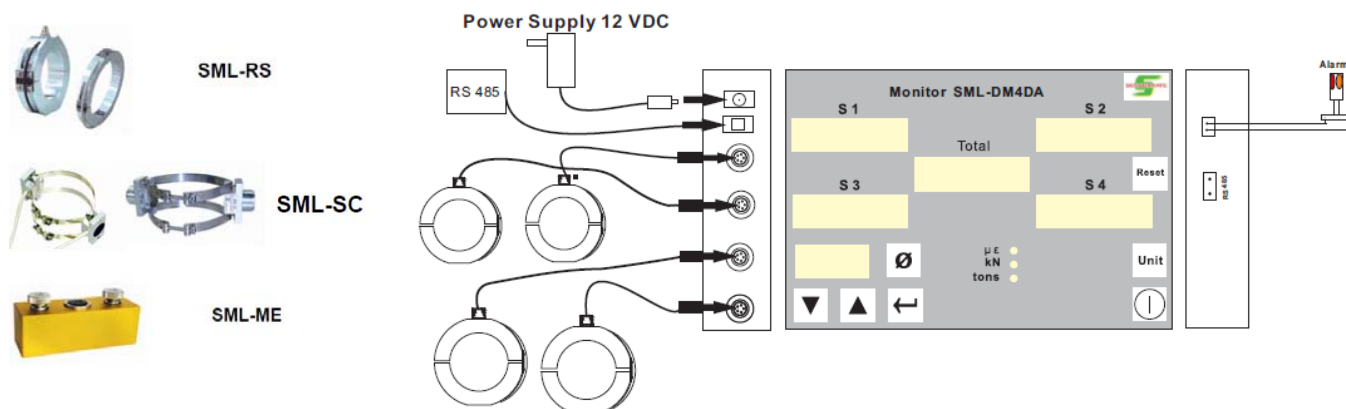 SML-RS
SML-SC
SML-ME
Power Supply 12 VDC
RS 485
Monitor SML-DM4DA
S 1
S 2
Total
S 3
S 4
Reset
Ø
µε
kN
tons
Unit
RS 485
Alarm